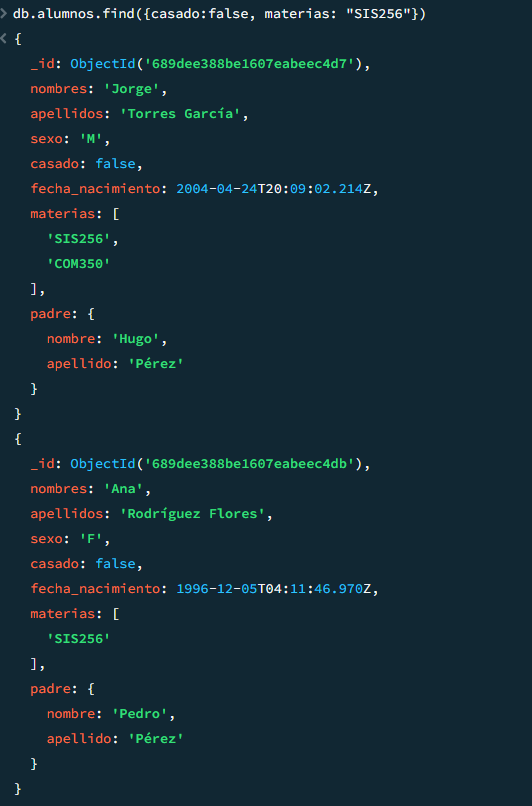 db.alumnos.find({casado:false, materias: "SIS256"})
{
_id: ObjectId('689dee388be1607eabeec4d7'),
nombres: 'Jorge',
apellidos: 'Torres García',
sexo: 'M',
casado: false,
fecha_nacimiento: 2004-04-24T20:09:02.214Z,
materias: [
'SIS256',
'COM350'
],
padre: {
nombre: 'Hugo',
apellido: 'Pérez'
}
}
{
_id: ObjectId('689dee388be1607eabeec4db'),
nombres: 'Ana',
apellidos: 'Rodríguez Flores',
sexo: 'F',
casado: false,
fecha_nacimiento: 1996-12-05T04:11:46.970Z,
materias: [
'SIS256'
],
padre: {
nombre: 'Pedro',
apellido: 'Pérez'
}
}